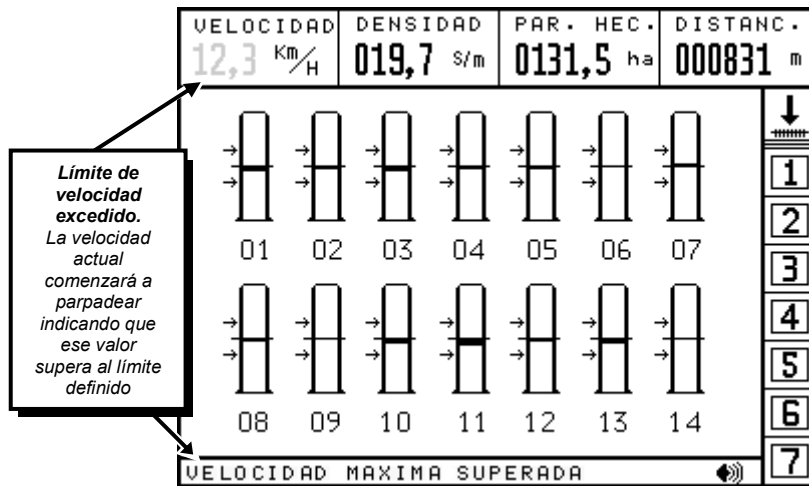 VELOCIDAD DENSIDAD PAR. HEC. DISTANC.
12,3 Km/H 019,7 S/m 0131,5 ha 000831 m
Límite de
velocidad
excedido.
La velocidad
actual
comenzará a
parpadear
indicando que
ese valor
supera al límite
definido
01 02 03 04 05 06 07
08 09 10 11 12 13 14
1
2
3
4
5
6
7
VELOCIDAD MAXIMA SUPERADA